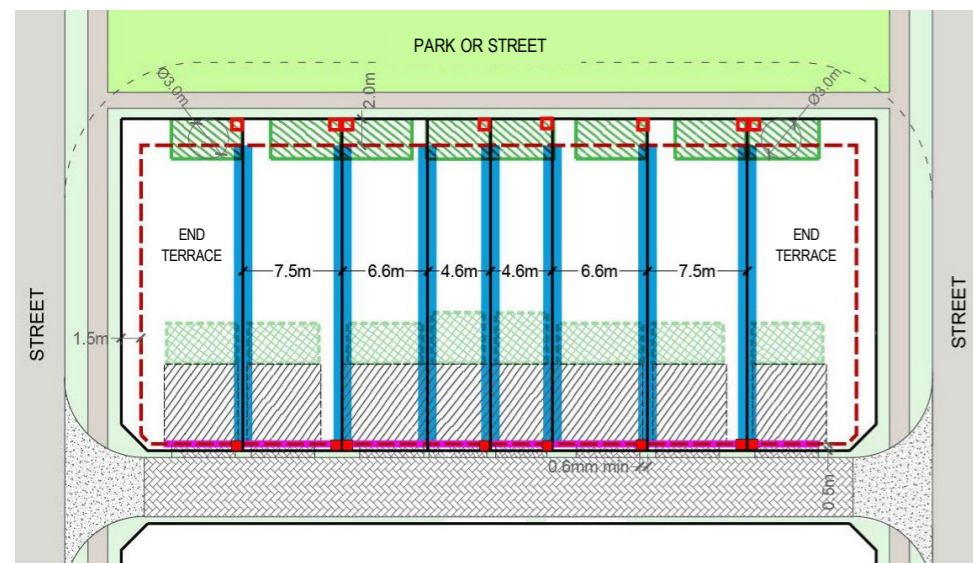 PARK OR STREET
Ø3.0m
2.0m
Ø3.0m
END
TERRACE
END
TERRACE
7.5m
6.6m
4.6m
4.6m
6.6m
7.5m
STREET
STREET
1.5m
0.6mm min
0.5m